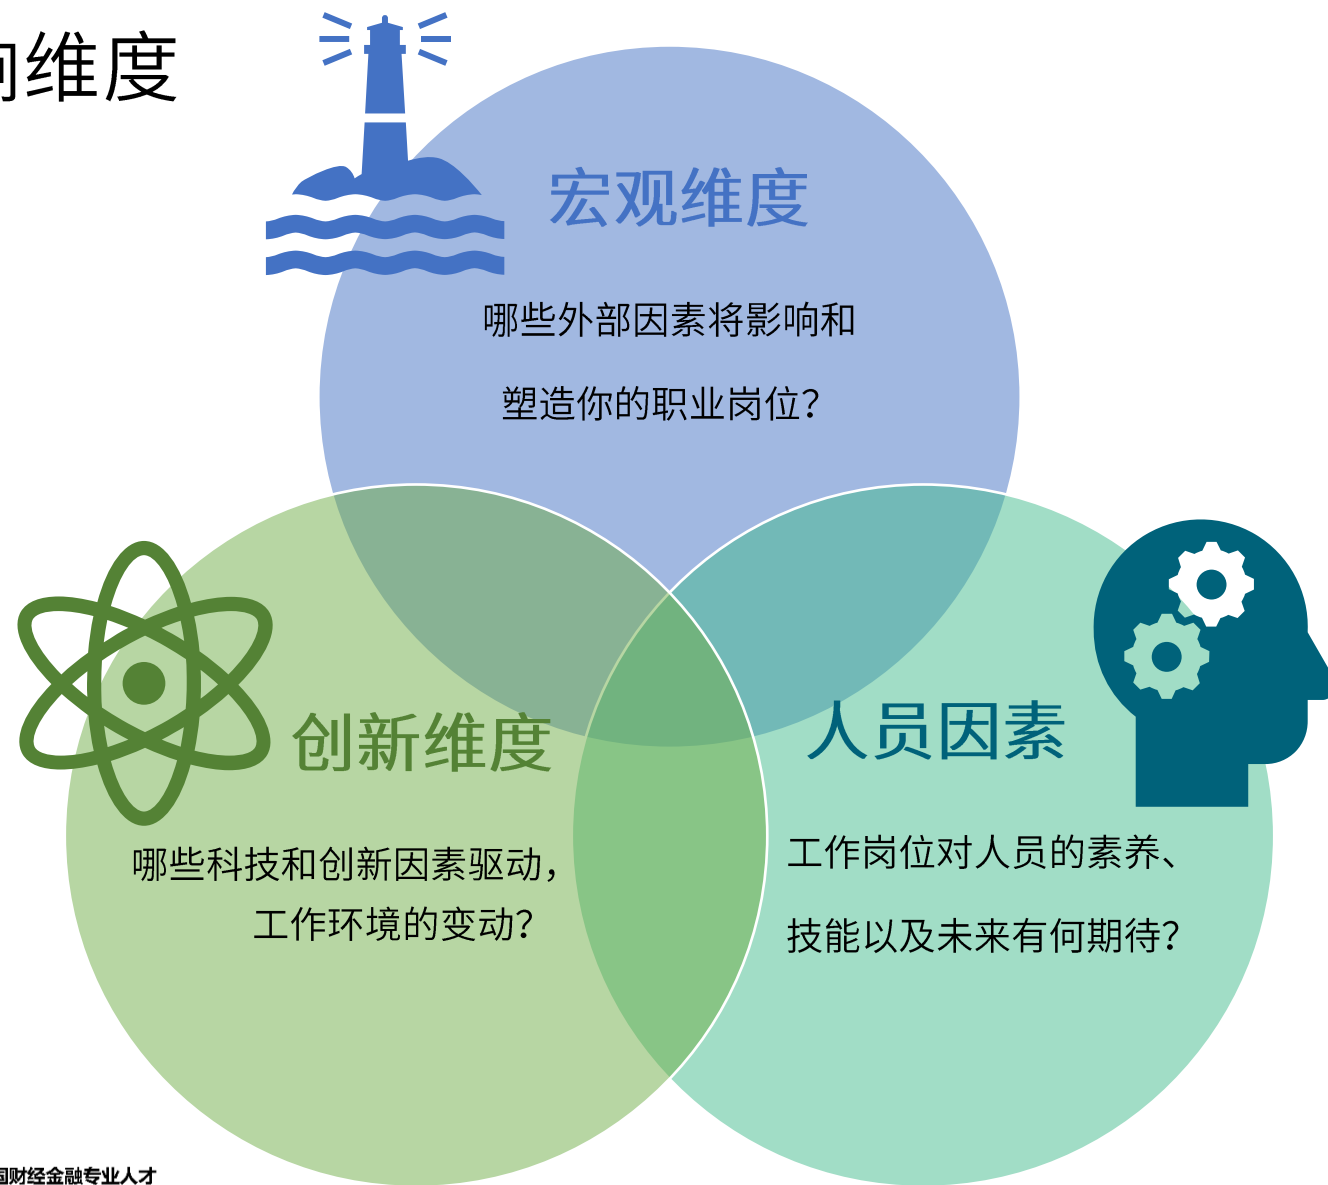 响维度
宏观维度
哪些外部因素将影响和
塑造你的职业岗位？
创新维度
哪些科技和创新因素驱动，
工作环境的变动？
人员因素
工作岗位对人员的素养、
技能以及未来有何期待？
财经金融专业人才